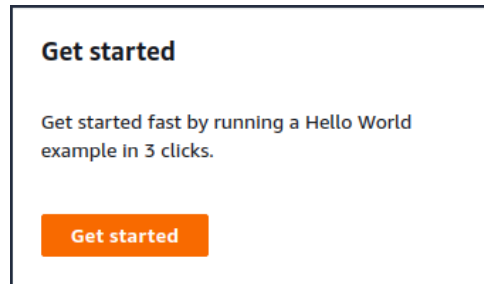 Get started
Get started fast by running a Hello World
example in 3 clicks.
Get started